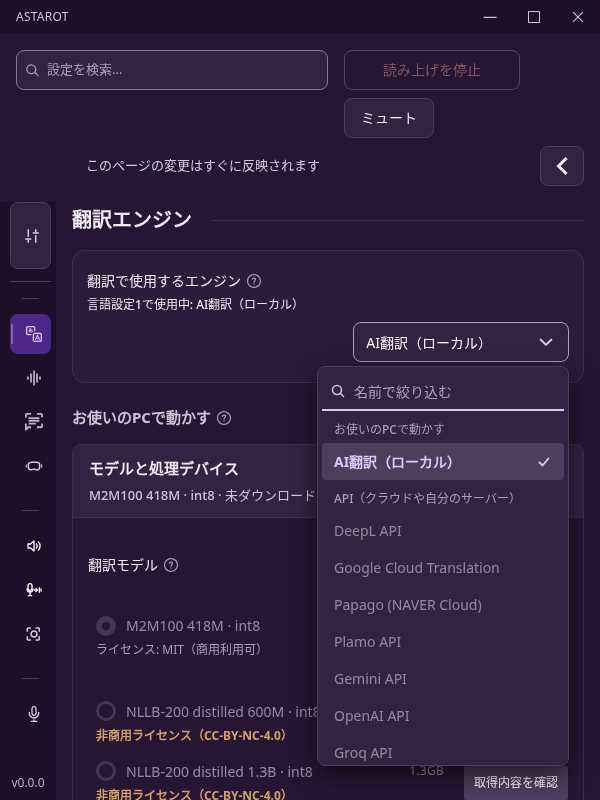 ASTAROT
設定を検索...
読み上げを停止
ミュート
このページの変更はすぐに反映されます
翻訳エンジン
翻訳で使用するエンジン
言語設定1で使用中: AI翻訳（ローカル）
AI翻訳（ローカル）
名前で絞り込む
お使いのPCで動かす
AI翻訳（ローカル）
API（クラウドや自分のサーバー）
DeepL API
Google Cloud Translation
Papago (NAVER Cloud)
Plamo API
Gemini API
OpenAI API
Groq API
お使いのPCで動かす
モデルと処理デバイス
M2M100 418M · int8 · 未ダウンロード
翻訳モデル
M2M100 418M · int8
ライセンス: MIT（商用利用可）
NLLB-200 distilled 600M · int8
非商用ライセンス（CC-BY-NC-4.0）
NLLB-200 distilled 1.3B · int8
1.3GB
取得内容を確認
非商用ライセンス（CC-BY-NC-4.0）
v0.0.0